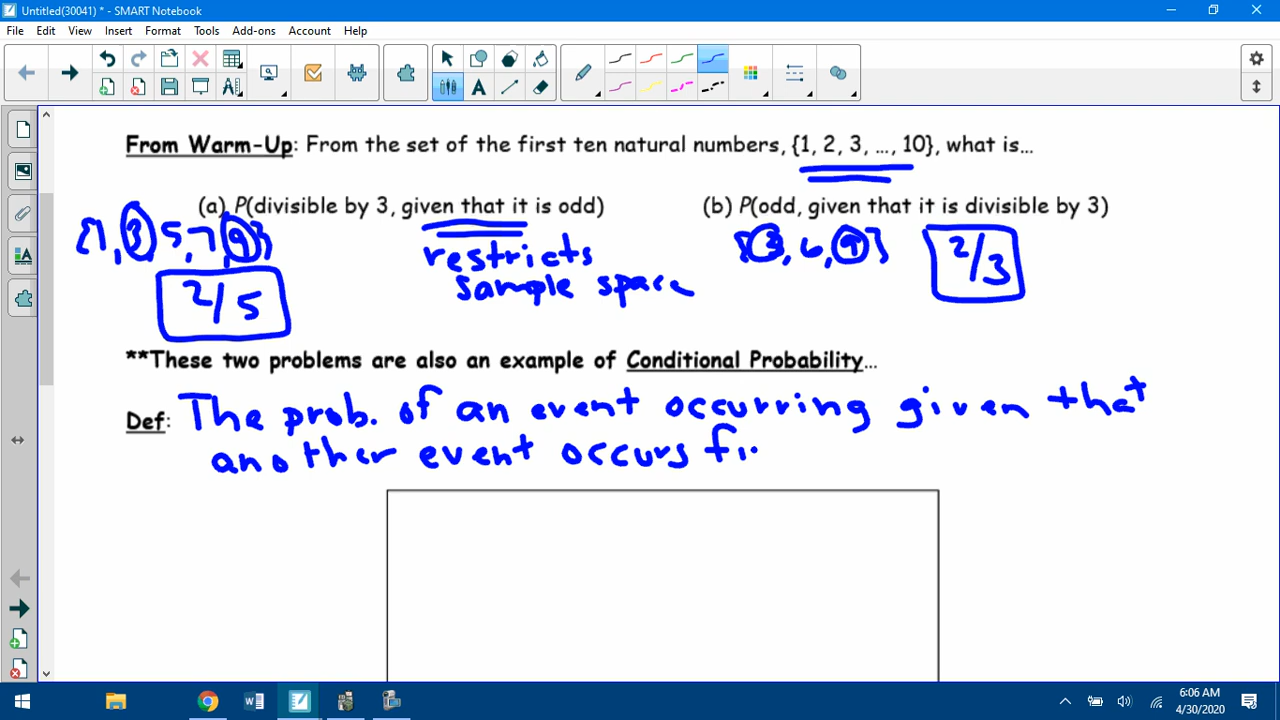 Untitled(30041) * - SMART Notebook
File Edit View Insert Format Tools Add-ons Account Help
From Warm-Up: From the set of the first ten natural numbers, {1, 2, 3, ..., 10}, what is...
(a) P(divisible by 3, given that it is odd) (b) P(odd, given that it is divisible by 3)
{1, 3, 5, 7, 9} restricts {3, 6, 9} 2/3
2/5 sample space
**These two problems are also an example of Conditional Probability...
Def: The prob. of an event occurring given that
another event occurs fi
6:06 AM
4/30/2020